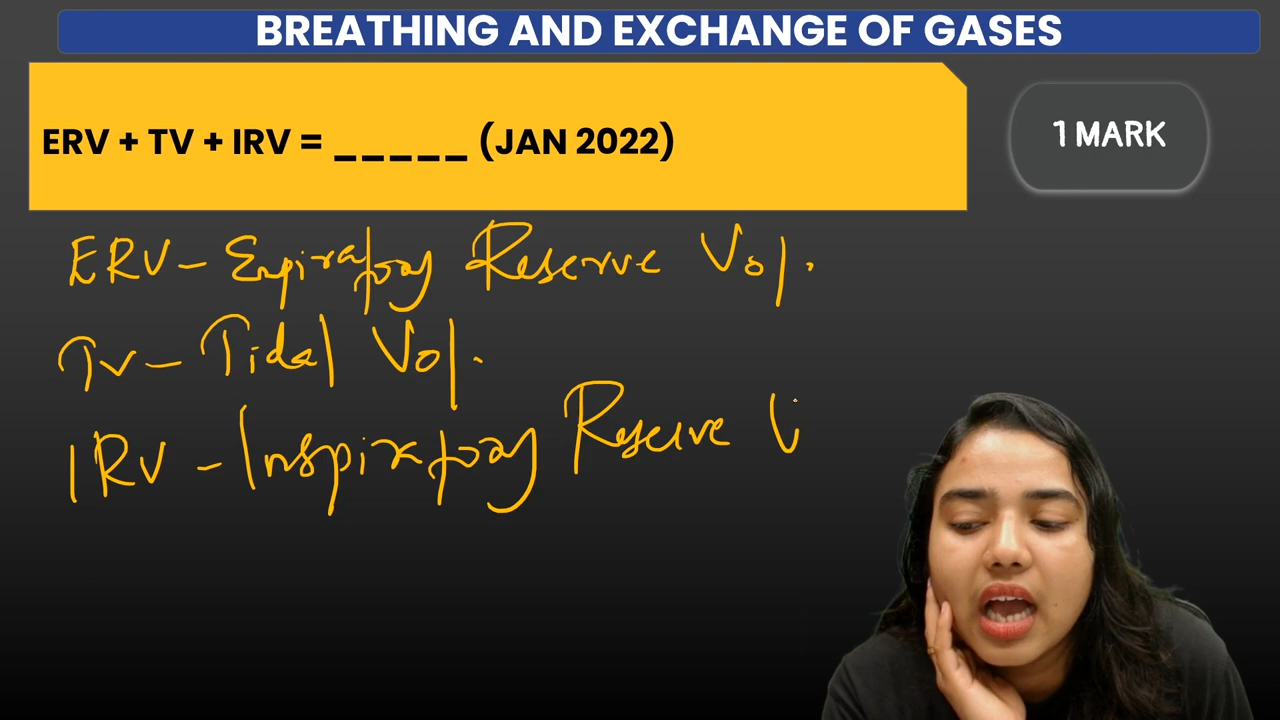 BREATHING AND EXCHANGE OF GASES
ERV + TV + IRV = _____ (JAN 2022)
1 MARK
ERV - Expiratory Reserve Vol.
TV - Tidal Vol.
IRV - Inspiratory Reserve V